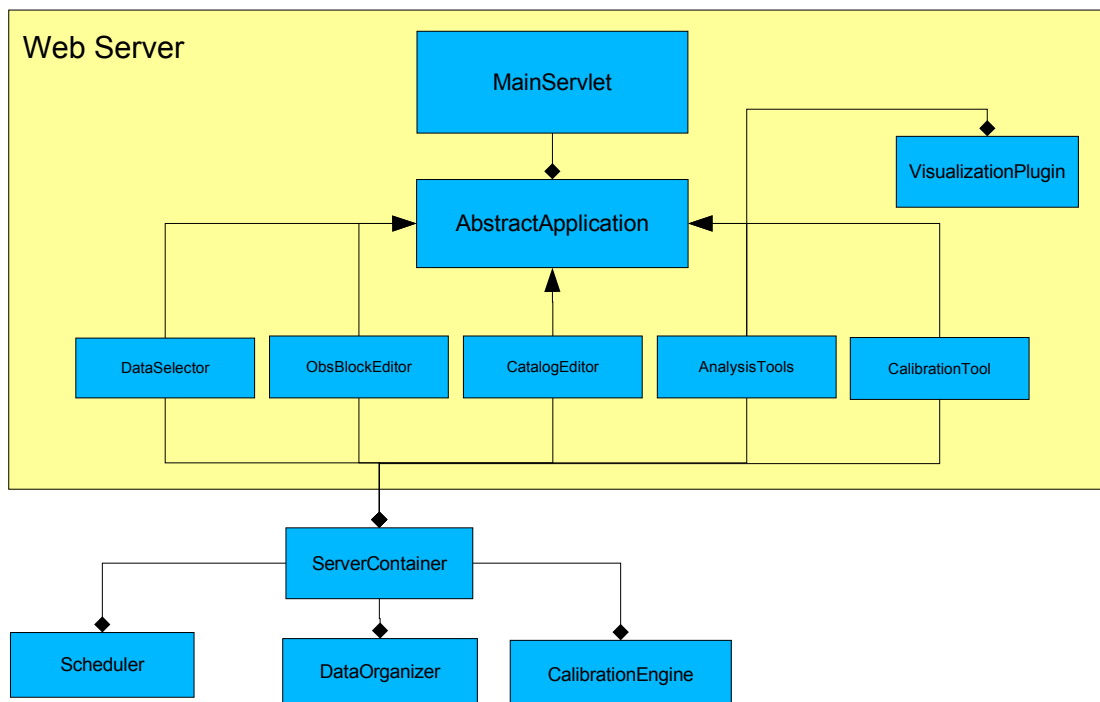 Web Server
MainServlet
VisualizationPlugin
AbstractApplication
DataSelector
ObsBlockEditor
CatalogEditor
AnalysisTools
CalibrationTool
ServerContainer
Scheduler
DataOrganizer
CalibrationEngine